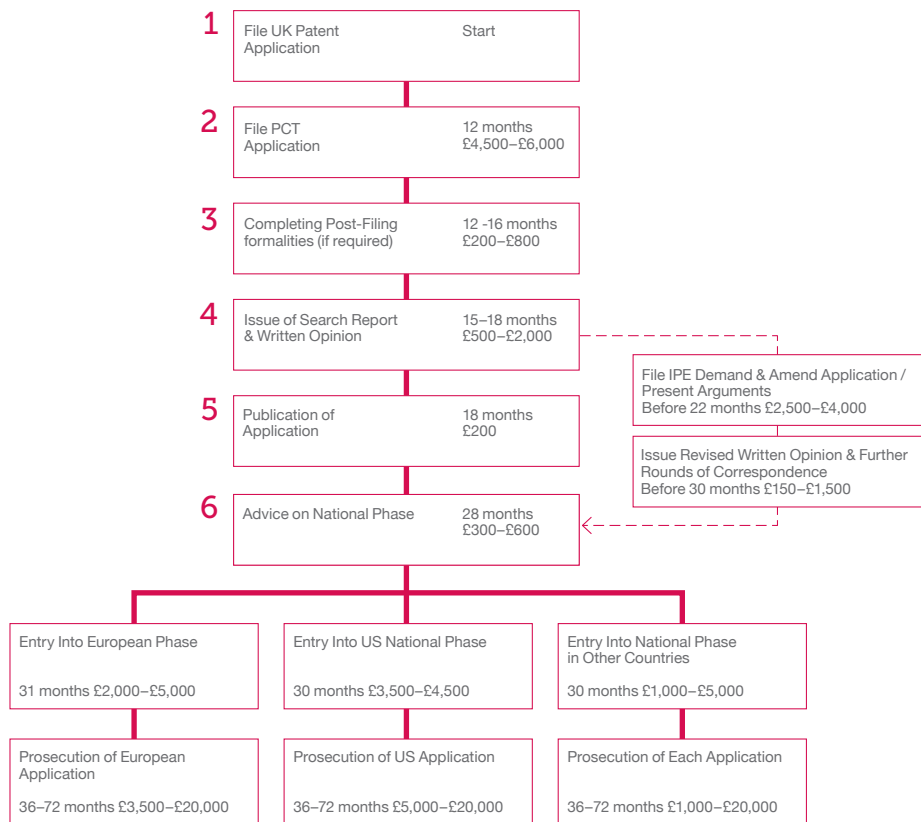 1
File UK Patent
Application
Start
2
File PCT
Application
12 months
£4,500–£6,000
3
Completing Post-Filing
formalities (if required)
12 -16 months
£200–£800
4
Issue of Search Report
& Written Opinion
15–18 months
£500–£2,000
File IPE Demand & Amend Application /
Present Arguments
Before 22 months £2,500–£4,000
5
Publication of
Application
18 months
£200
Issue Revised Written Opinion & Further
Rounds of Correspondence
Before 30 months £150–£1,500
6
Advice on National Phase
28 months
£300–£600
Entry Into European Phase
31 months £2,000–£5,000
Entry Into US National Phase
30 months £3,500–£4,500
Entry Into National Phase
in Other Countries
30 months £1,000–£5,000
Prosecution of European
Application
36–72 months £3,500–£20,000
Prosecution of US Application
36–72 months £5,000–£20,000
Prosecution of Each Application
36–72 months £1,000–£20,000